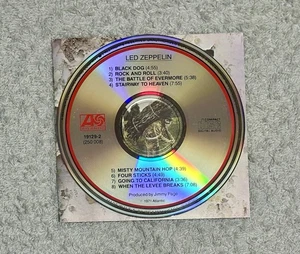 LED ZEPPELIN
1) BLACK DOG (4:55)
2) ROCK AND ROLL (3:40)
3) THE BATTLE OF EVERMORE (5:38)
4) STAIRWAY TO HEAVEN (7:55)
19129-2
(250 008)
5) MISTY MOUNTAIN HOP (4:39)
6) FOUR STICKS (4:49)
7) GOING TO CALIFORNIA (3:36)
8) WHEN THE LEVEE BREAKS (7:08)
Produced by Jimmy Page